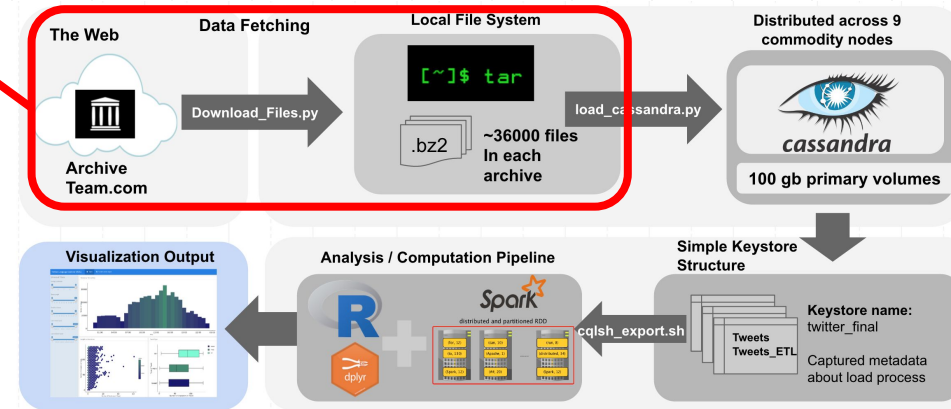 The Web
Data Fetching
Local File System
Distributed across 9
commodity nodes
[~]$ tar
Download_Files.py
load_cassandra.py
.bz2
~36000 files
In each
archive
Archive
Team.com
cassandra
100 gb primary volumes
Visualization Output
Analysis / Computation Pipeline
Simple Keystore
Structure
R
dplyr
Spark
distributed and partitioned RDD
cqlsh_export.sh
Tweets
Tweets_ETL
Keystore name:
twitter_final
Captured metadata
about load process